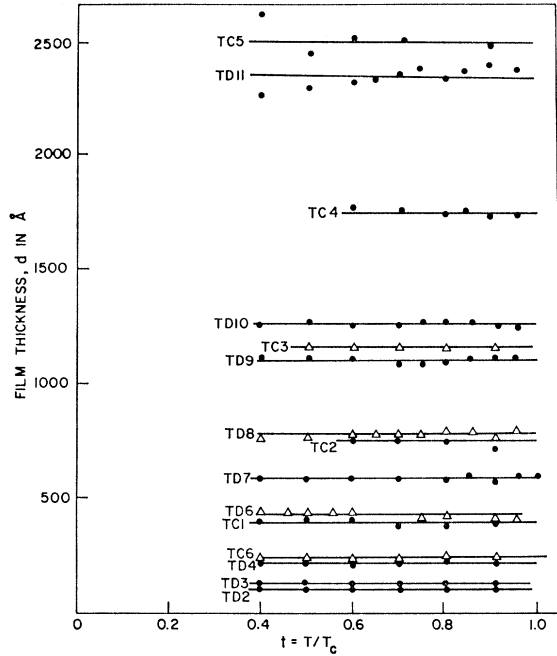 2500
2000
1500
1000
500
0
FILM THICKNESS, d IN Å
TC5
TD11
TC4
TD10
TC3
TD9
TD8
TC2
TD7
TD6
TC1
TC6
TD4
TD3
TD2
0 0.2 0.4 0.6 0.8 1.0
t = T/Tc